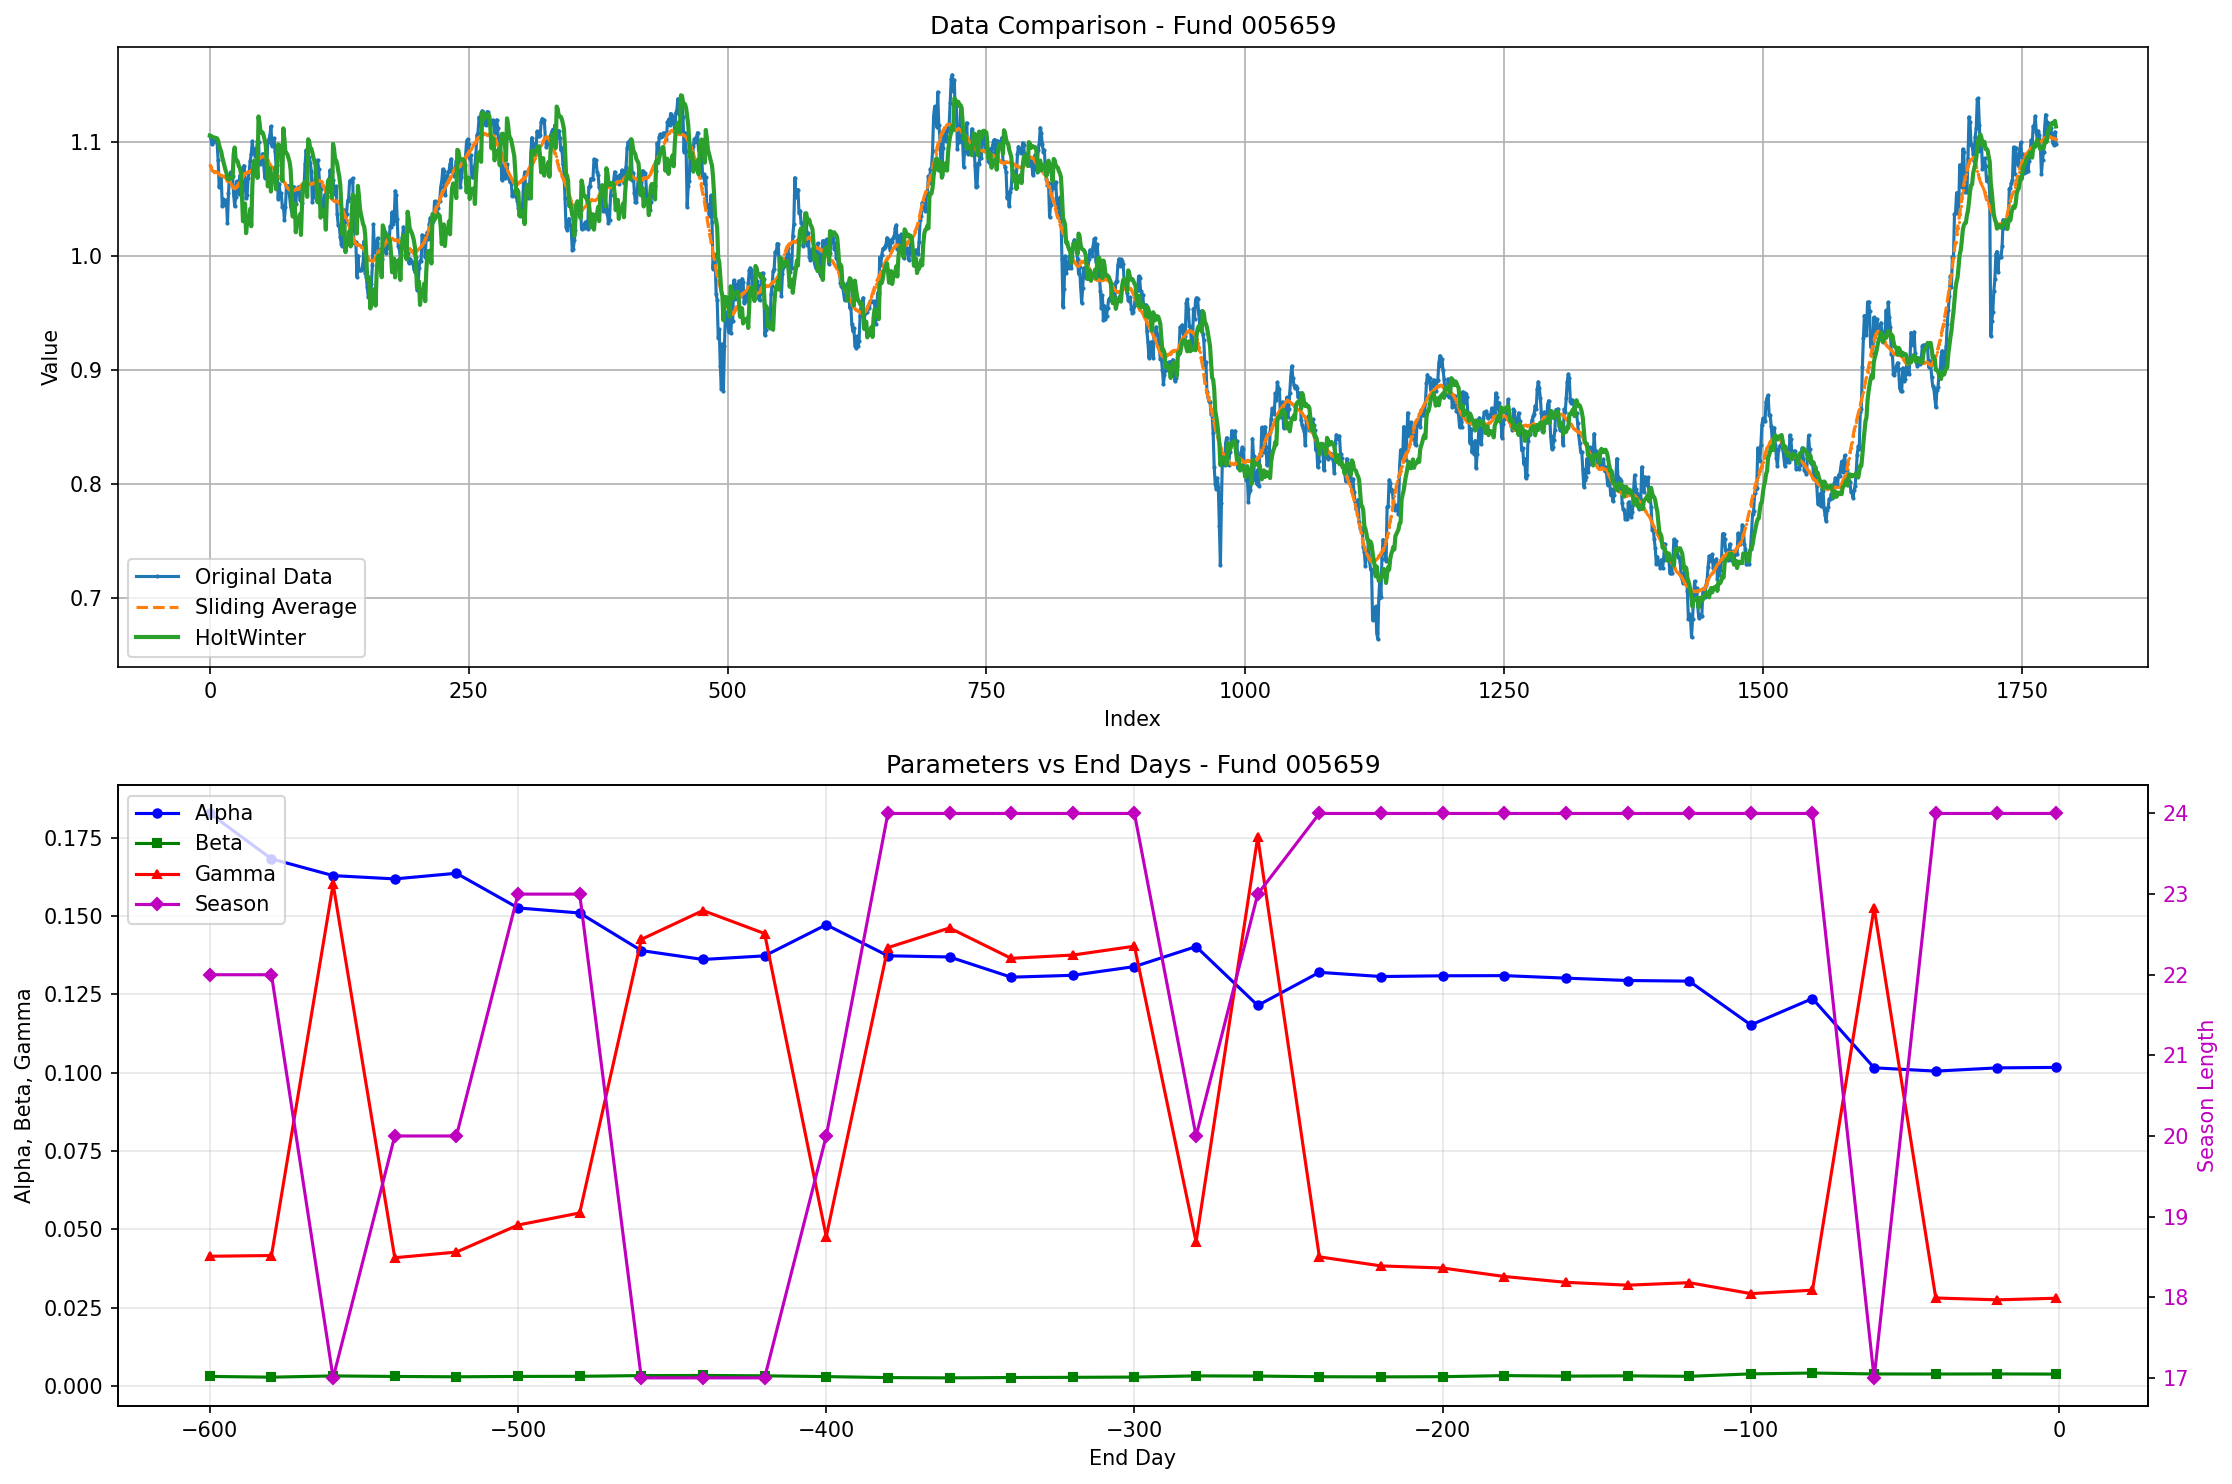 Data Comparison - Fund 005659
Value
1.1
1.0
0.9
0.8
0.7
Original Data
Sliding Average
HoltWinter
0 250 500 750 1000 1250 1500 1750
Index
Parameters vs End Days - Fund 005659
Alpha, Beta, Gamma
0.175
0.150
0.125
0.100
0.075
0.050
0.025
0.000
Alpha
Beta
Gamma
Season
24
23
22
21
20
19
18
17
Season Length
−600 −500 −400 −300 −200 −100 0
End Day